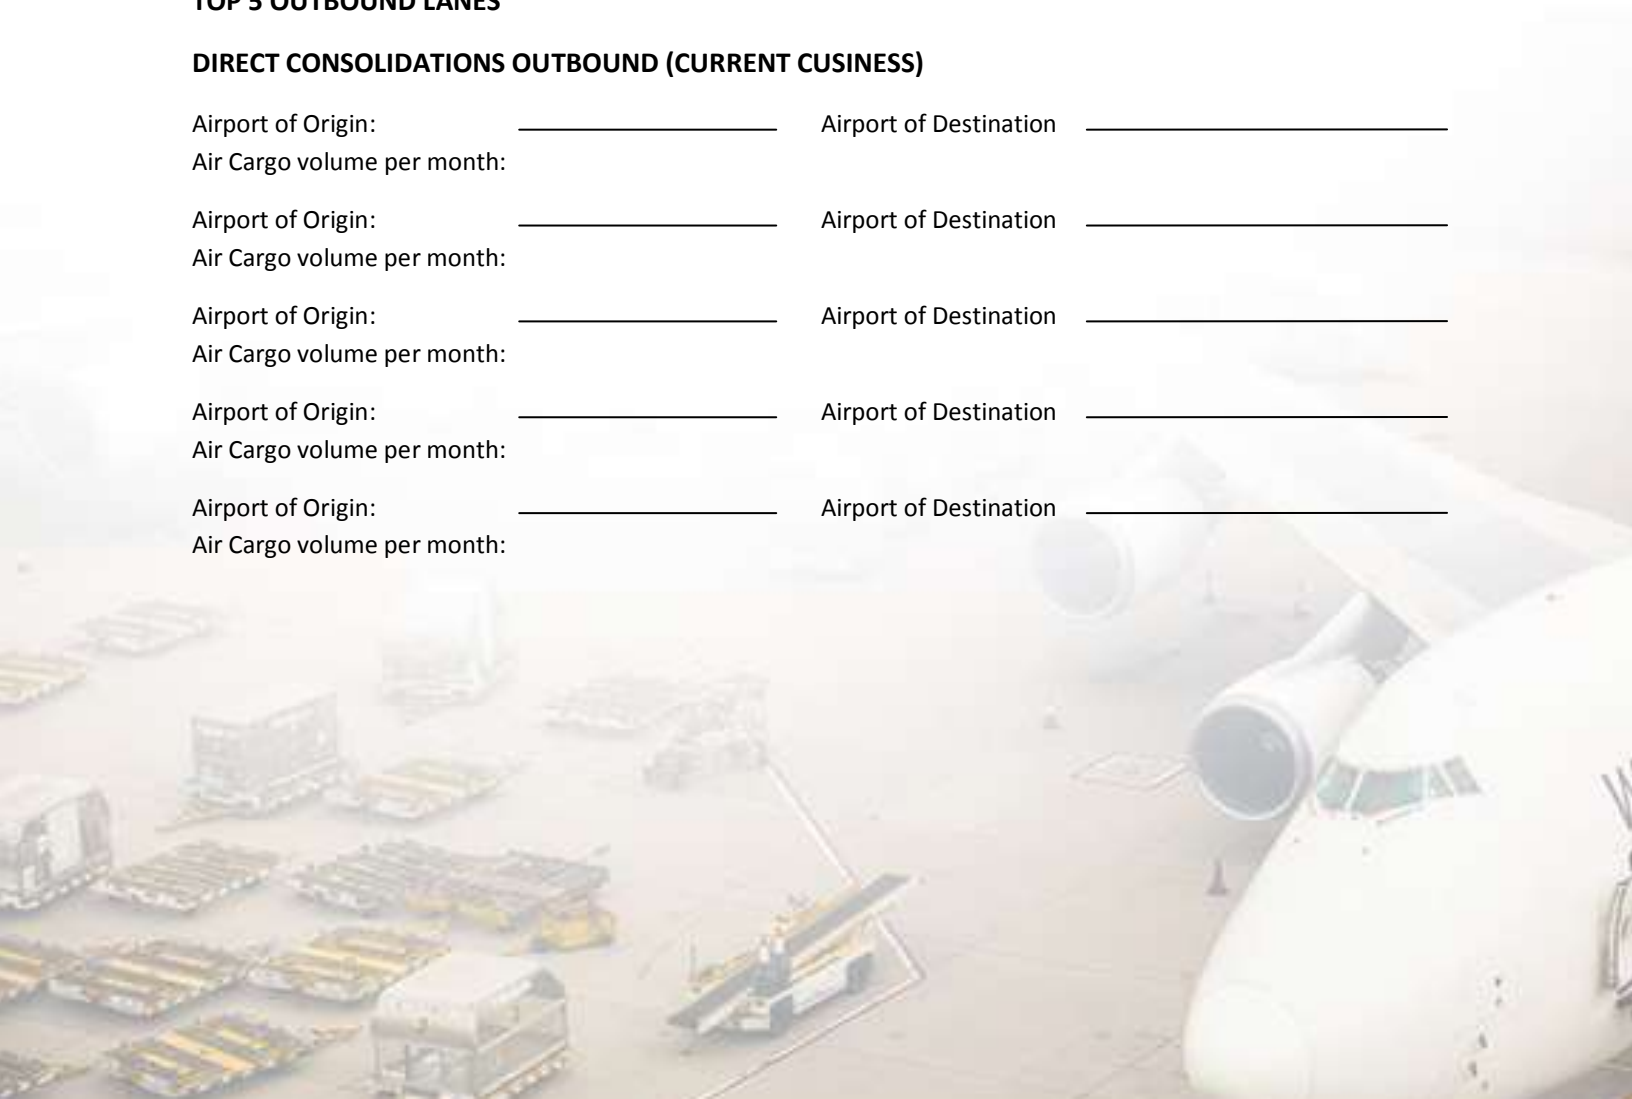 TOP 5 OUTBOUND LANES
DIRECT CONSOLIDATIONS OUTBOUND (CURRENT CUSINESS)
Airport of Origin: Airport of Destination
Air Cargo volume per month:
Airport of Origin: Airport of Destination
Air Cargo volume per month:
Airport of Origin: Airport of Destination
Air Cargo volume per month:
Airport of Origin: Airport of Destination
Air Cargo volume per month:
Airport of Origin: Airport of Destination
Air Cargo volume per month: